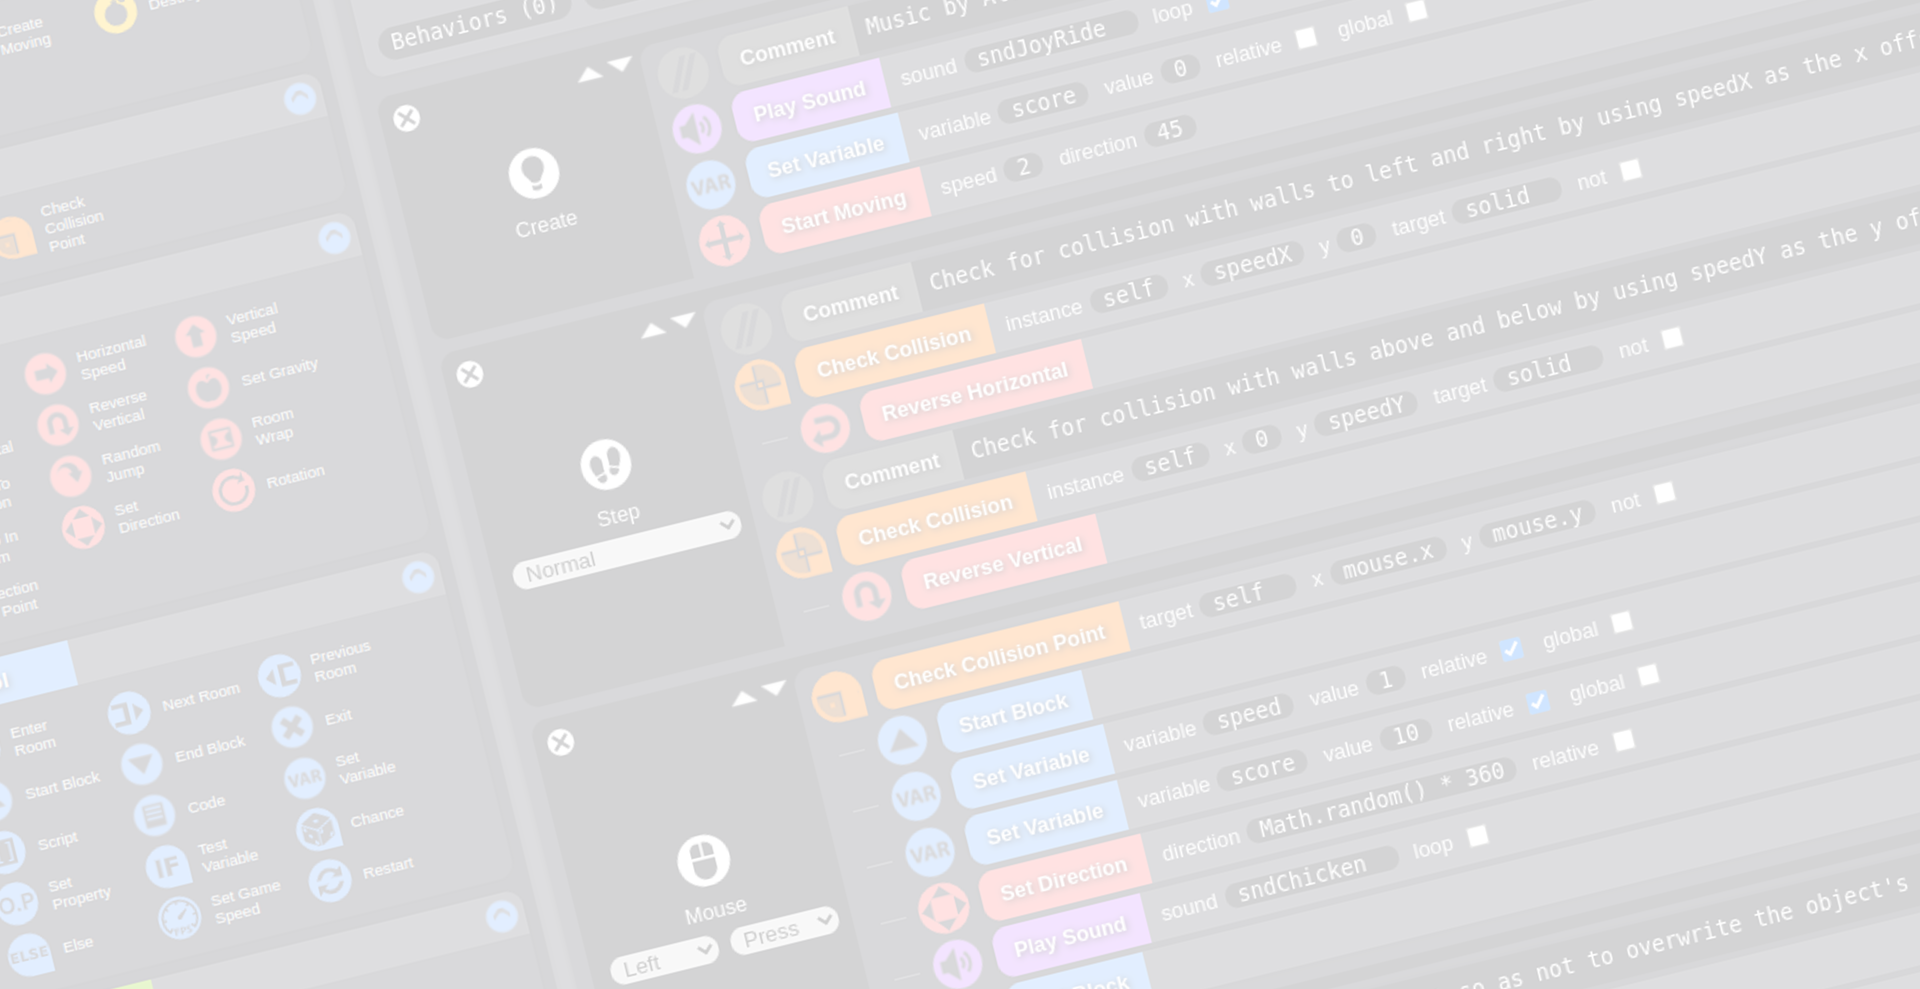 Create
Moving
Check
Collision
Point
Horizontal
Speed
Vertical
Speed
Reverse
Vertical
Set Gravity
Random
Jump
Room
Wrap
Set
Direction
Rotation
In
Point
Enter
Room
Next Room
Previous
Room
Start Block
End Block
Exit
Script
Code
VAR
Set
Variable
Set
Property
IF
Test
Variable
Chance
ELSE
Else
FPS
Set Game
Speed
Restart
Behaviors (0)
Create
Comment
Music by
Play Sound sound sndJoyRide loop
VAR Set Variable variable score value 0 relative global
Start Moving speed 2 direction 45
Step
Normal
Comment Check for collision with walls to left and right by using speedX as the x off
Check Collision instance self x speedX y 0 target solid not
Reverse Horizontal
Comment Check for collision with walls above and below by using speedY as the y of
Check Collision instance self x 0 y speedY target solid not
Reverse Vertical
Mouse
Left Press
Check Collision Point target self x mouse.x y mouse.y not
Start Block
VAR Set Variable variable speed value 1 relative global
VAR Set Variable variable score value 10 relative global
Set Direction direction Math.random() * 360 relative
Play Sound sound sndChicken loop
Block
as not to overwrite the object's